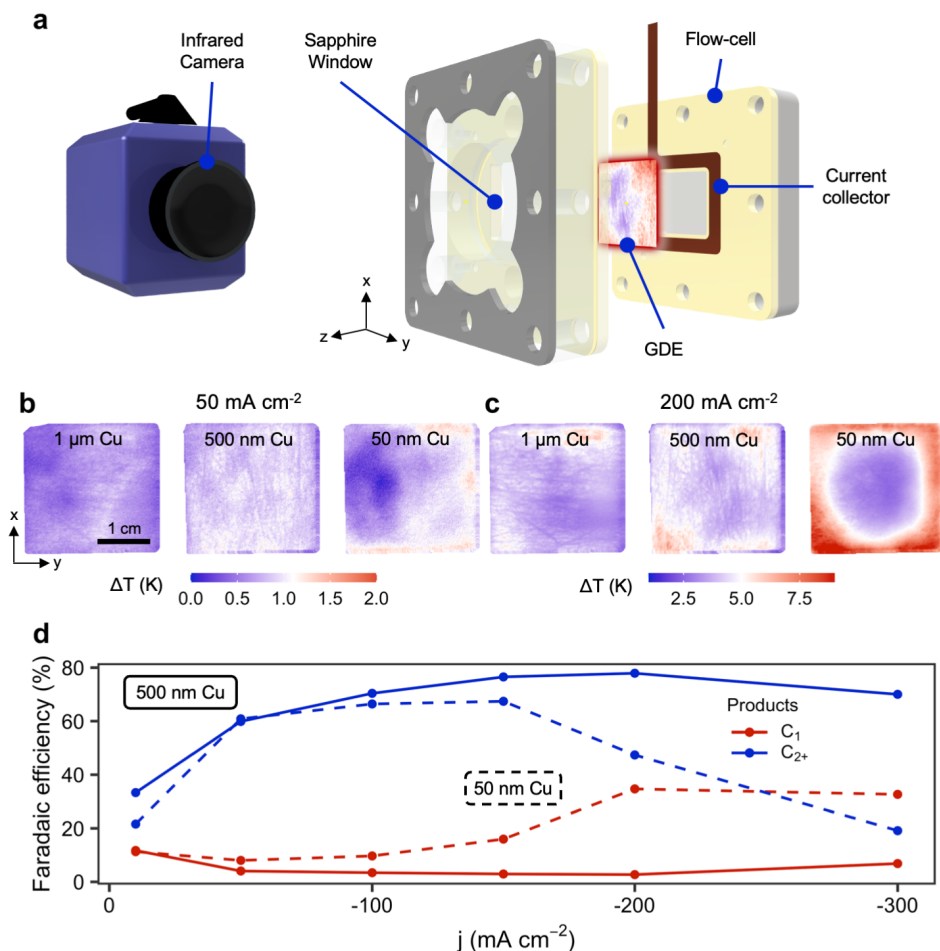 a
Infrared
Camera
Sapphire
Window
Flow-cell
Current
collector
GDE
x
z
y
b
50 mA cm⁻²
c
200 mA cm⁻²
1 µm Cu
500 nm Cu
50 nm Cu
1 µm Cu
500 nm Cu
50 nm Cu
1 cm
x
y
ΔT (K)
0.0 0.5 1.0 1.5 2.0
ΔT (K)
2.5 5.0 7.5
d
Faradaic efficiency (%)
80
60
40
20
0
500 nm Cu
50 nm Cu
Products
C₁
C₂₊
0 -100 -200 -300
j (mA cm⁻²)